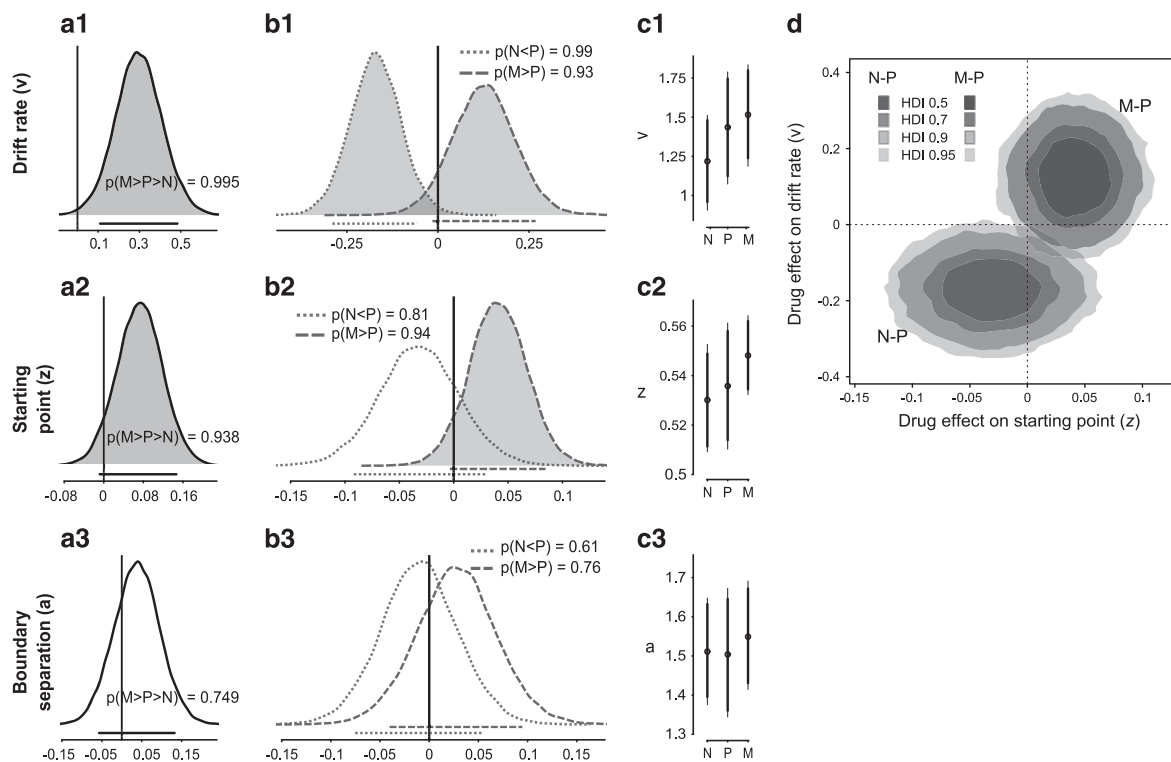 a1
b1
c1
d
Drift rate (v)
p(M>P>N) = 0.995
0.1 0.3 0.5
p(N<P) = 0.99
p(M>P) = 0.93
-0.25 0 0.25
v
1.75
1.5
1.25
1
N P M
Drug effect on drift rate (v)
0.4
0.2
0
-0.2
-0.4
N-P M-P
HDI 0.5
HDI 0.7
HDI 0.9
HDI 0.95
M-P
N-P
-0.15 -0.1 -0.05 0 0.05 0.1
Drug effect on starting point (z)
a2
b2
c2
Starting
point (z)
p(M>P>N) = 0.938
-0.08 0 0.08 0.16
p(N<P) = 0.81
p(M>P) = 0.94
-0.15 -0.1 -0.05 0 0.05 0.1
z
0.56
0.54
0.52
0.5
N P M
a3
b3
c3
Boundary
separation (a)
p(M>P>N) = 0.749
-0.15 -0.05 0.05 0.15
p(N<P) = 0.61
p(M>P) = 0.76
-0.15 -0.1 -0.05 0 0.05 0.1 0.15
a
1.7
1.6
1.5
1.4
1.3
N P M